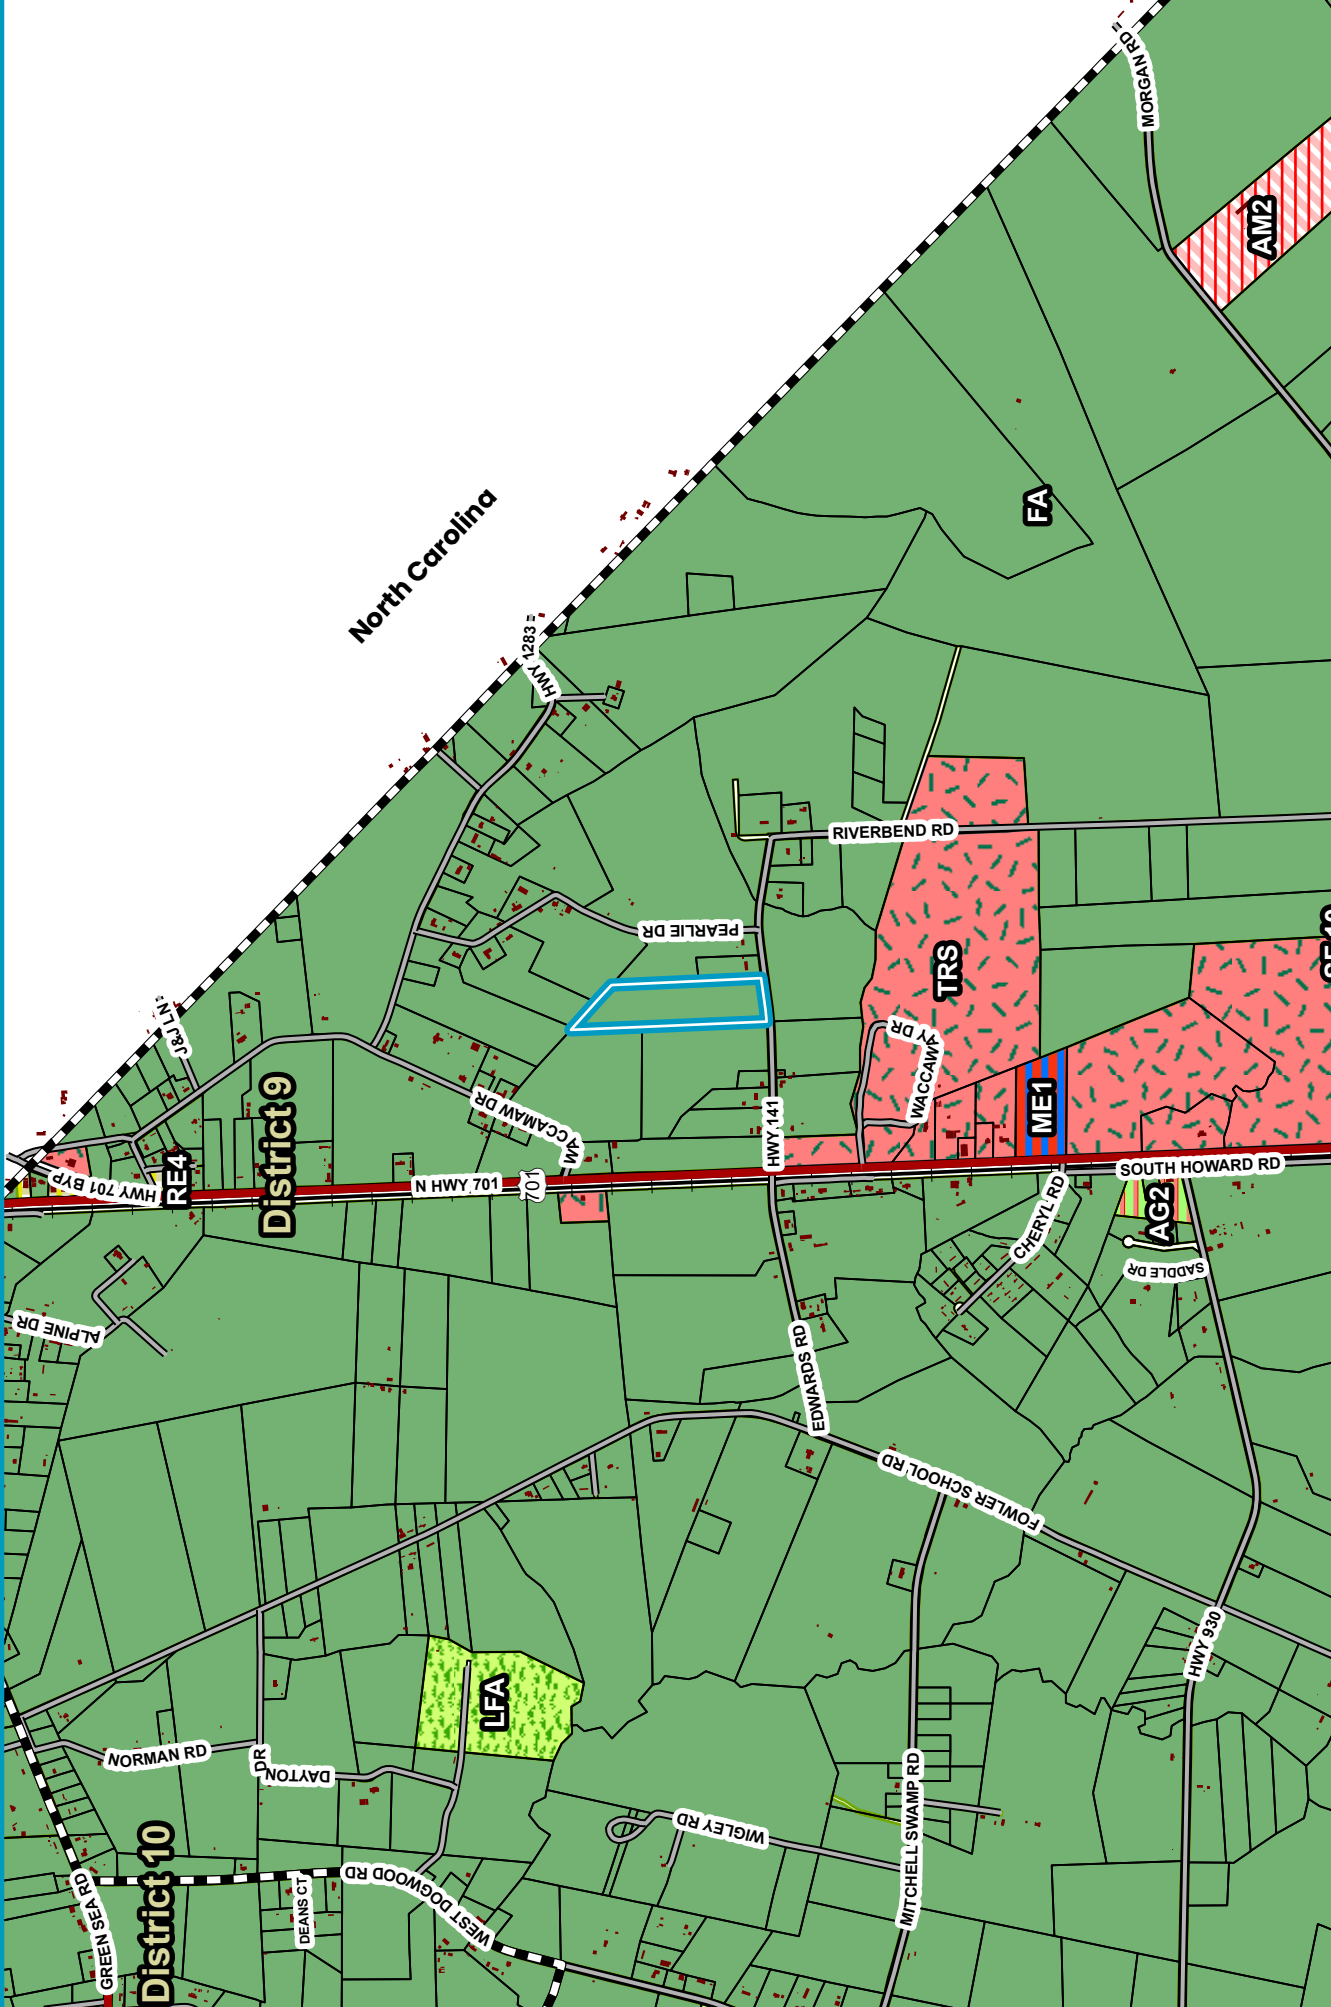 MORGAN RD
AM2
North Carolina
FA
HWY 1283
RIVERBEND RD
PEARLIE DR
TRS
J&J LN
WACCAWAY DR
District 9
WACCAMAW DR
ME1
HWY 141
HWY 701 BYP
RE4
N HWY 701
701
SOUTH HOWARD RD
AG2
CHERYL RD
SADDLE DR
ALPINE DR
EDWARDS RD
FOWLER SCHOOL RD
HWY 930
LFA
NORMAN RD
DAYTON DR
WIGLEY RD
MITCHELL SWAMP RD
WEST DOGWOOD RD
GREEN SEA RD
District 10
DEANS CT